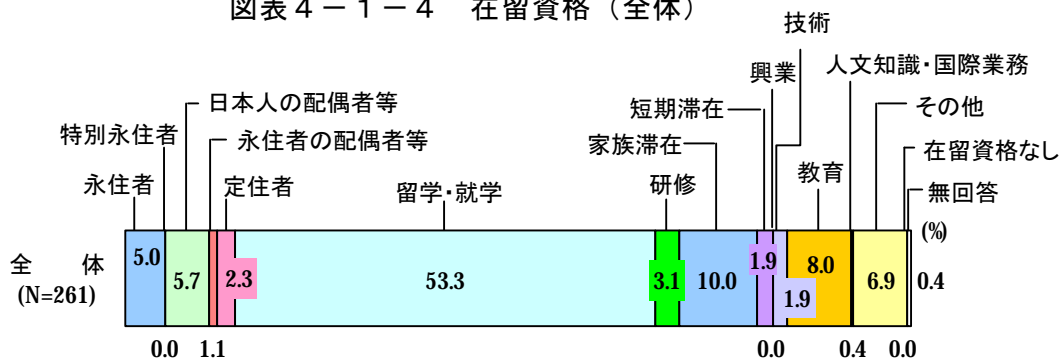 図表４－１－４　在留資格（全体）
技術
興業
人文知識・国際業務
日本人の配偶者等
短期滞在
その他
特別永住者
永住者の配偶者等
家族滞在
在留資格なし
永住者
定住者
留学・就学
研修
教育
無回答
(%)
全　体
(N=261)
5.0
5.7
2.3
53.3
3.1
10.0
1.9
1.9
8.0
6.9
0.4
0.0
1.1
0.0
0.4
0.0